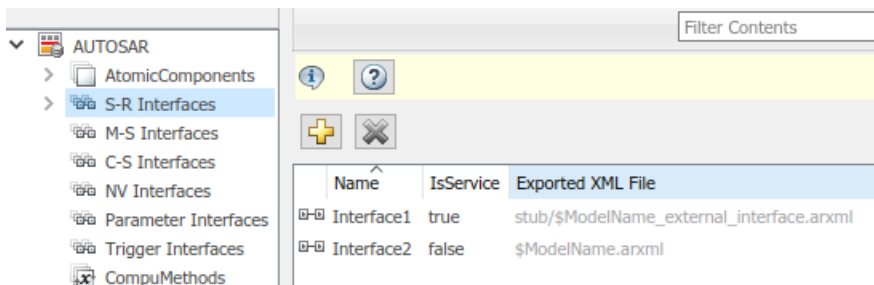 Filter Contents
AUTOSAR
AtomicComponents
S-R Interfaces
M-S Interfaces
C-S Interfaces
NV Interfaces
Parameter Interfaces
Trigger Interfaces
CompuMethods
Name IsService Exported XML File
Interface1 true stub/$ModelName_external_interface.arxml
Interface2 false $ModelName.arxml